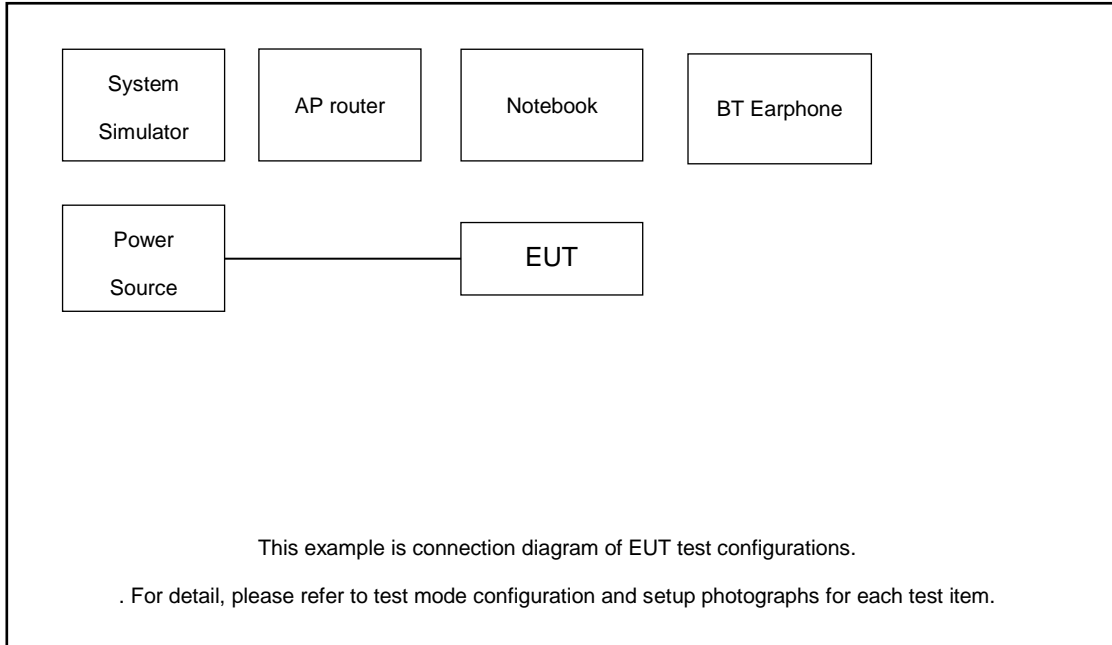 System
Simulator
AP router
Notebook
BT Earphone
Power
Source
EUT
This example is connection diagram of EUT test configurations.
. For detail, please refer to test mode configuration and setup photographs for each test item.